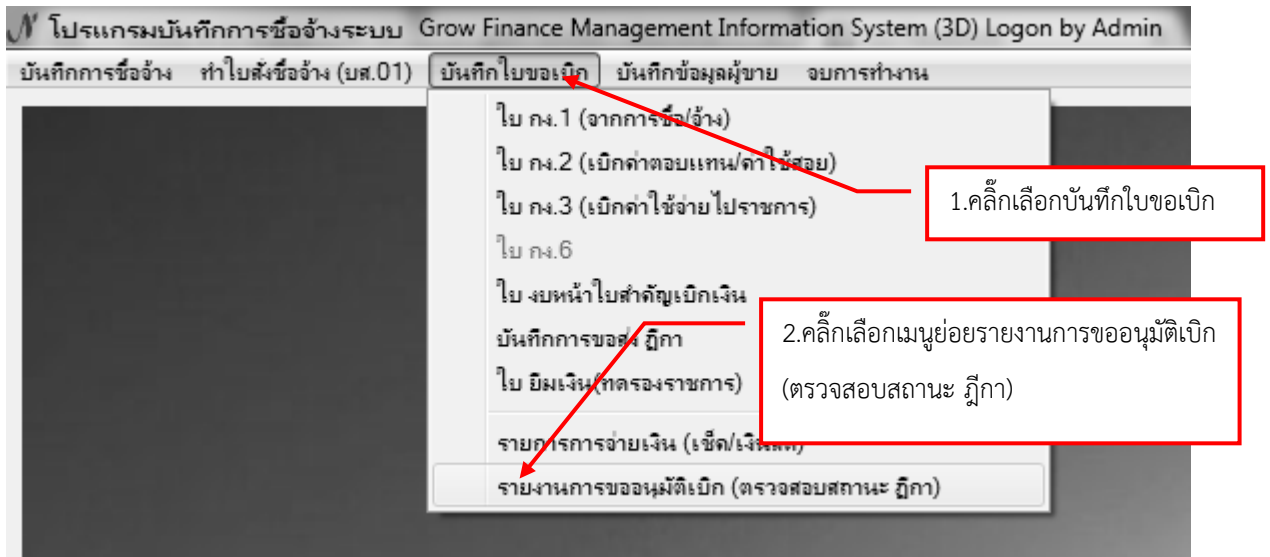 โปรแกรมบันทึกการซื้อจ้างระบบ Grow Finance Management Information System (3D) Logon by Admin
บันทึกการซื้อจ้าง ทำใบสั่งซื้อจ้าง (บส.01) บันทึกใบขอเบิก บันทึกข้อมูลผู้ขาย จบการทำงาน
ใบ กง.1 (จากการซื้อ/จ้าง)
ใบ กง.2 (เบิกค่าตอบแทน/ค่าใช้สอย)
1.คลิ๊กเลือกบันทึกใบขอเบิก
ใบ กง.3 (เบิกค่าใช้จ่ายไปราชการ)
ใบ กง.6
ใบ งบหน้าใบสำคัญเบิกเงิน
2.คลิ๊กเลือกเมนูย่อยรายงานการขออนุมัติเบิก
(ตรวจสอบสถานะ ฎีกา)
บันทึกการขอส่ง ฎีกา
ใบ ยืมเงิน(ทดรองราชการ)
รายการการจ่ายเงิน (เช็ค/เงินสด)
รายงานการขออนุมัติเบิก (ตรวจสอบสถานะ ฎีกา)